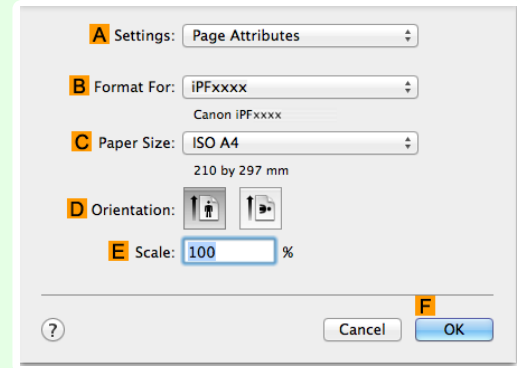 A Settings: Page Attributes
B Format For: iPFxxxx
Canon iPFxxxx
C Paper Size: ISO A4
210 by 297 mm
D Orientation:
E Scale: 100 %
F
? Cancel OK